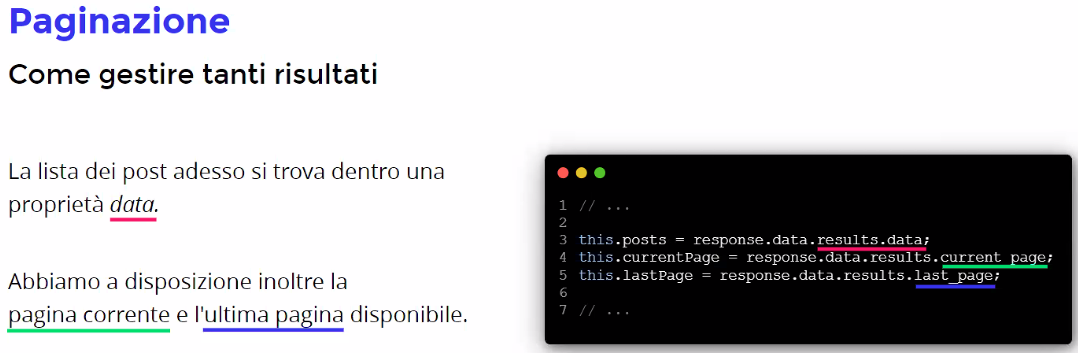 Paginazione
Come gestire tanti risultati
La lista dei post adesso si trova dentro una
proprietà data.
Abbiamo a disposizione inoltre la
pagina corrente e l'ultima pagina disponibile.
1 // ...
2
3 this.posts = response.data.results.data;
4 this.currentPage = response.data.results.current_page;
5 this.lastPage = response.data.results.last_page;
6
7 // ...